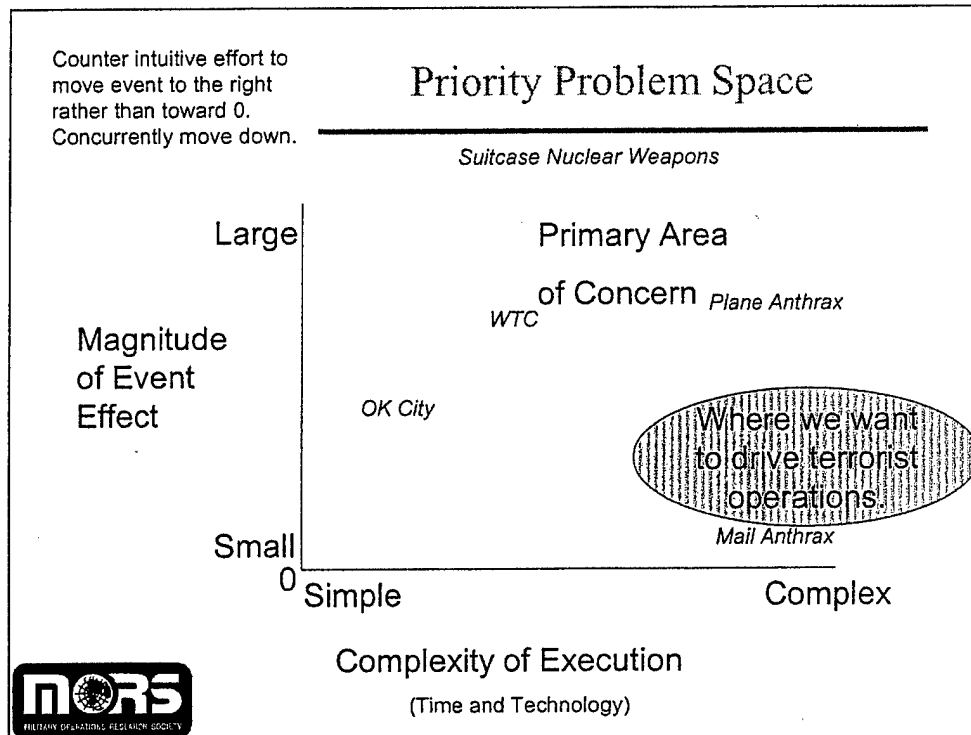 Counter intuitive effort to
move event to the right
rather than toward 0.
Concurrently move down.
Priority Problem Space
Suitcase Nuclear Weapons
Large
Primary Area
of Concern
Plane Anthrax
WTC
Magnitude
of Event
Effect
OK City
Where we want
to drive terrorist
operations.
Mail Anthrax
Small
0
Simple
Complex
Complexity of Execution
(Time and Technology)
MORS
MILITARY OPERATIONS RESEARCH SOCIETY